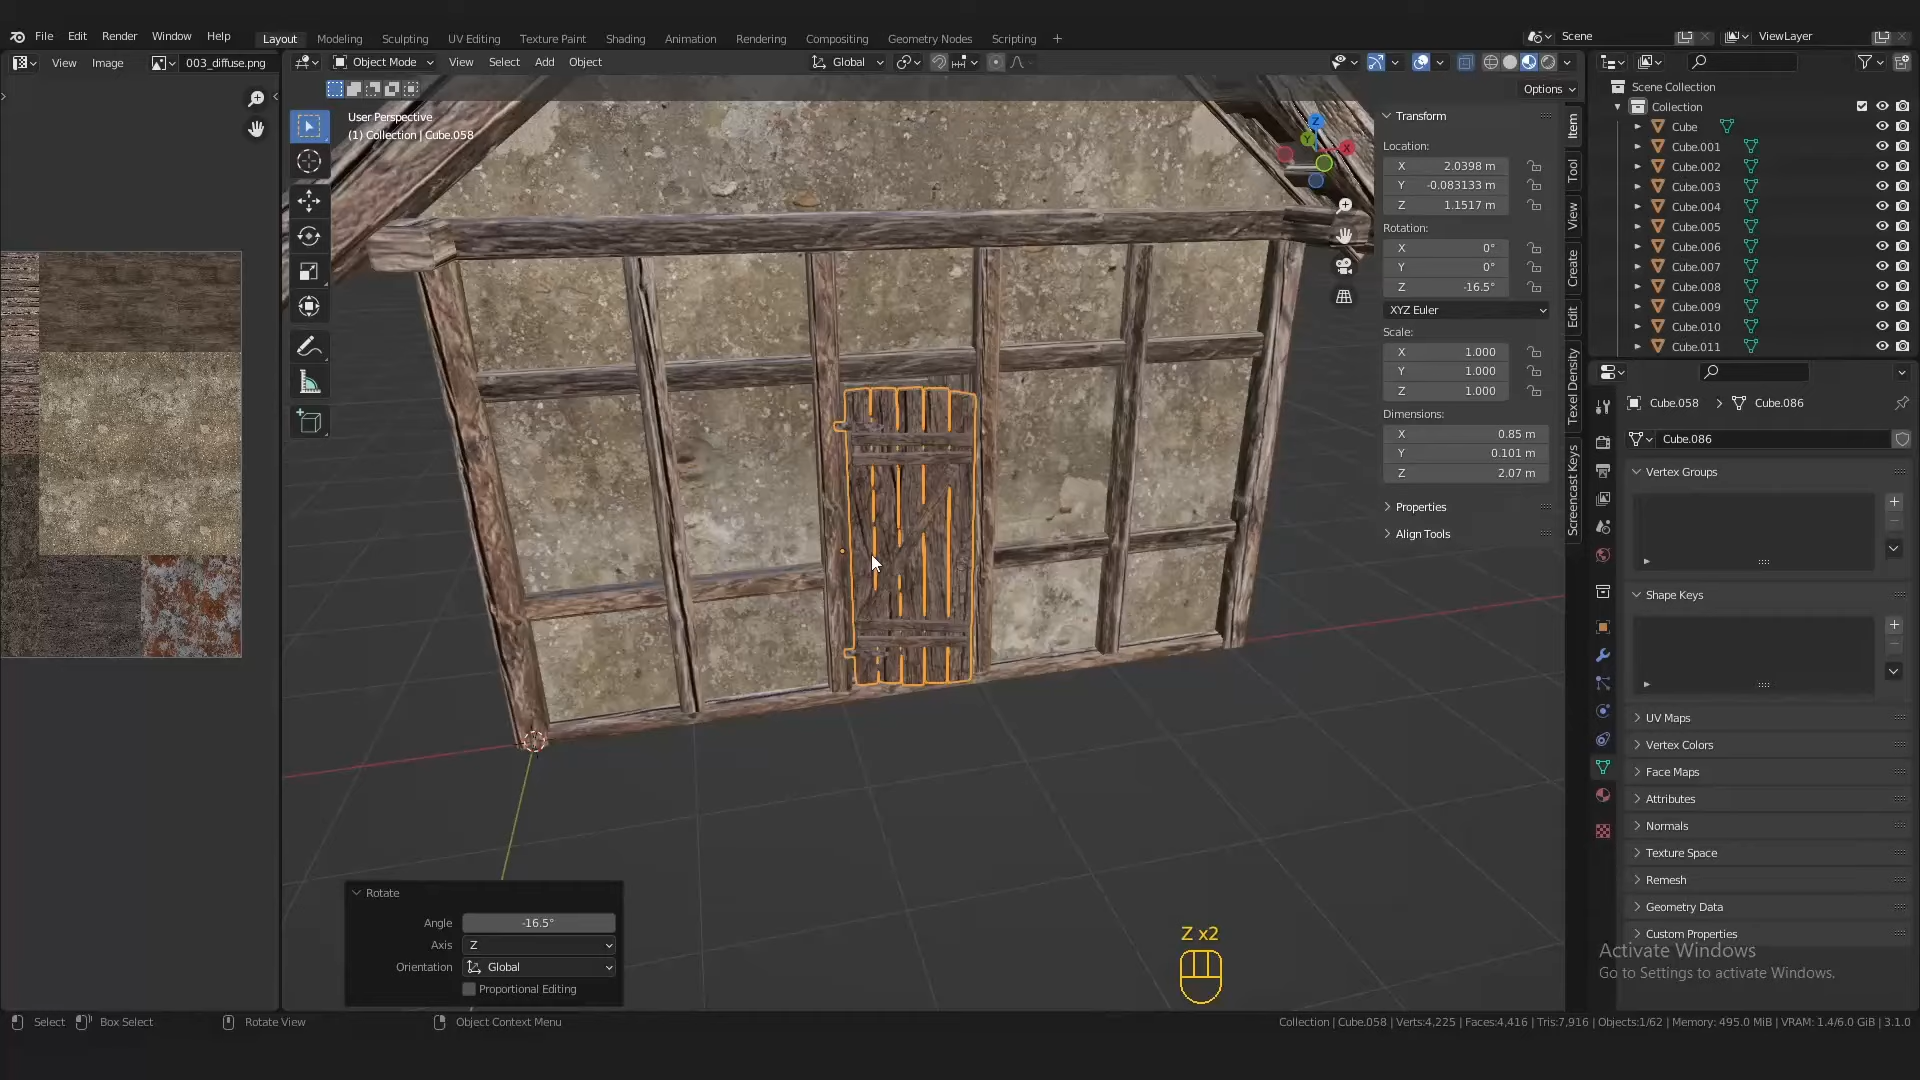 File Edit Render Window Help
Layout Modeling Sculpting UV Editing Texture Paint Shading Animation Rendering Compositing Geometry Nodes Scripting +
Scene
ViewLayer
View Image 003_diffuse.png
Object Mode View Select Add Object
Global
Options
User Perspective
(1) Collection | Cube.058
Z
Y
X
Transform
Location:
X 2.0398 m
Y -0.083133 m
Z 1.1517 m
Rotation:
X 0°
Y 0°
Z -16.5°
XYZ Euler
Scale:
X 1.000
Y 1.000
Z 1.000
Dimensions:
X 0.85 m
Y 0.101 m
Z 2.07 m
Properties
Align Tools
Item
Tool
View
Create
Edit
Texel Density
Screencast Keys
Scene Collection
Collection
Cube
Cube.001
Cube.002
Cube.003
Cube.004
Cube.005
Cube.006
Cube.007
Cube.008
Cube.009
Cube.010
Cube.011
Cube.058 Cube.086
Cube.086
Vertex Groups
Shape Keys
UV Maps
Vertex Colors
Face Maps
Attributes
Normals
Texture Space
Remesh
Geometry Data
Custom Properties
Activate Windows
Go to Settings to activate Windows.
Rotate
Angle -16.5°
Axis Z
Orientation Global
Proportional Editing
Z x2
Select Box Select Rotate View Object Context Menu
Collection | Cube.058 | Verts:4,225 | Faces:4,416 | Tris:7,916 | Objects:1/62 | Memory: 495.0 MiB | VRAM: 1.4/6.0 GiB | 3.1.0